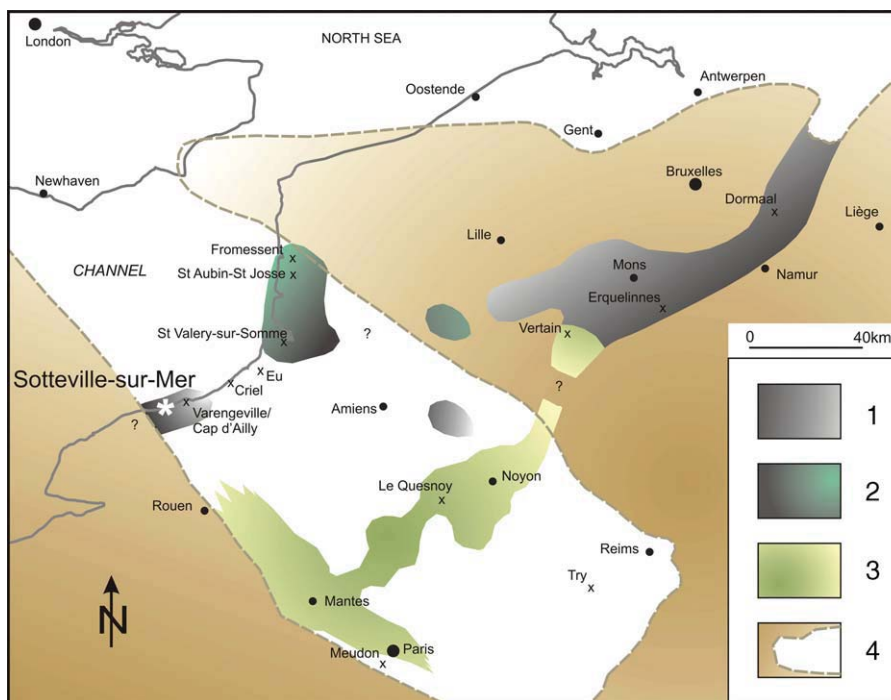 London
NORTH SEA
Oostende
Antwerpen
Gent
Newhaven
Bruxelles
Dormaal
Liège
Lille
Fromessent
CHANNEL
St Aubin-St Josse
Mons
Namur
Erquelinnes
St Valery-sur-Somme
?
Vertain
0 40km
Sotteville-sur-Mer
Eu
Criel
?
*
Varengeville/
Cap d'Ailly
?
Amiens
1
Le Quesnoy
Noyon
Rouen
2
Reims
Try
3
N
Mantes
Paris
Meudon
4